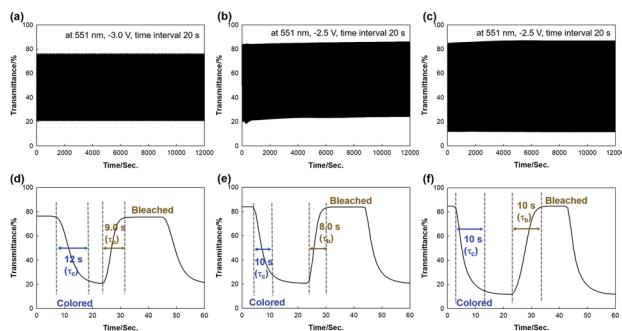 (a)
at 551 nm, -3.0 V, time interval 20 s
Transmittance/%
100
80
60
40
20
0
0 2000 4000 6000 8000 10000 12000
Time/Sec.
(b)
at 551 nm, -2.5 V, time interval 20 s
Transmittance/%
100
80
60
40
20
0
0 2000 4000 6000 8000 10000 12000
Time/Sec.
(c)
at 551 nm, -2.5 V, time interval 20 s
Transmittance/%
100
80
60
40
20
0
0 2000 4000 6000 8000 10000 12000
Time/Sec.
(d)
Transmittance/%
100
80
60
40
20
0
Bleached
9.0 s
(τb)
12 s
(τc)
Colored
0 10 20 30 40 50 60
Time/Sec.
(e)
Transmittance/%
100
80
60
40
20
0
Bleached
8.0 s
(τb)
10 s
(τc)
Colored
0 10 20 30 40 50 60
Time/Sec.
(f)
Transmittance/%
100
80
60
40
20
0
Bleached
10 s
(τb)
10 s
(τc)
Colored
0 10 20 30 40 50 60
Time/Sec.